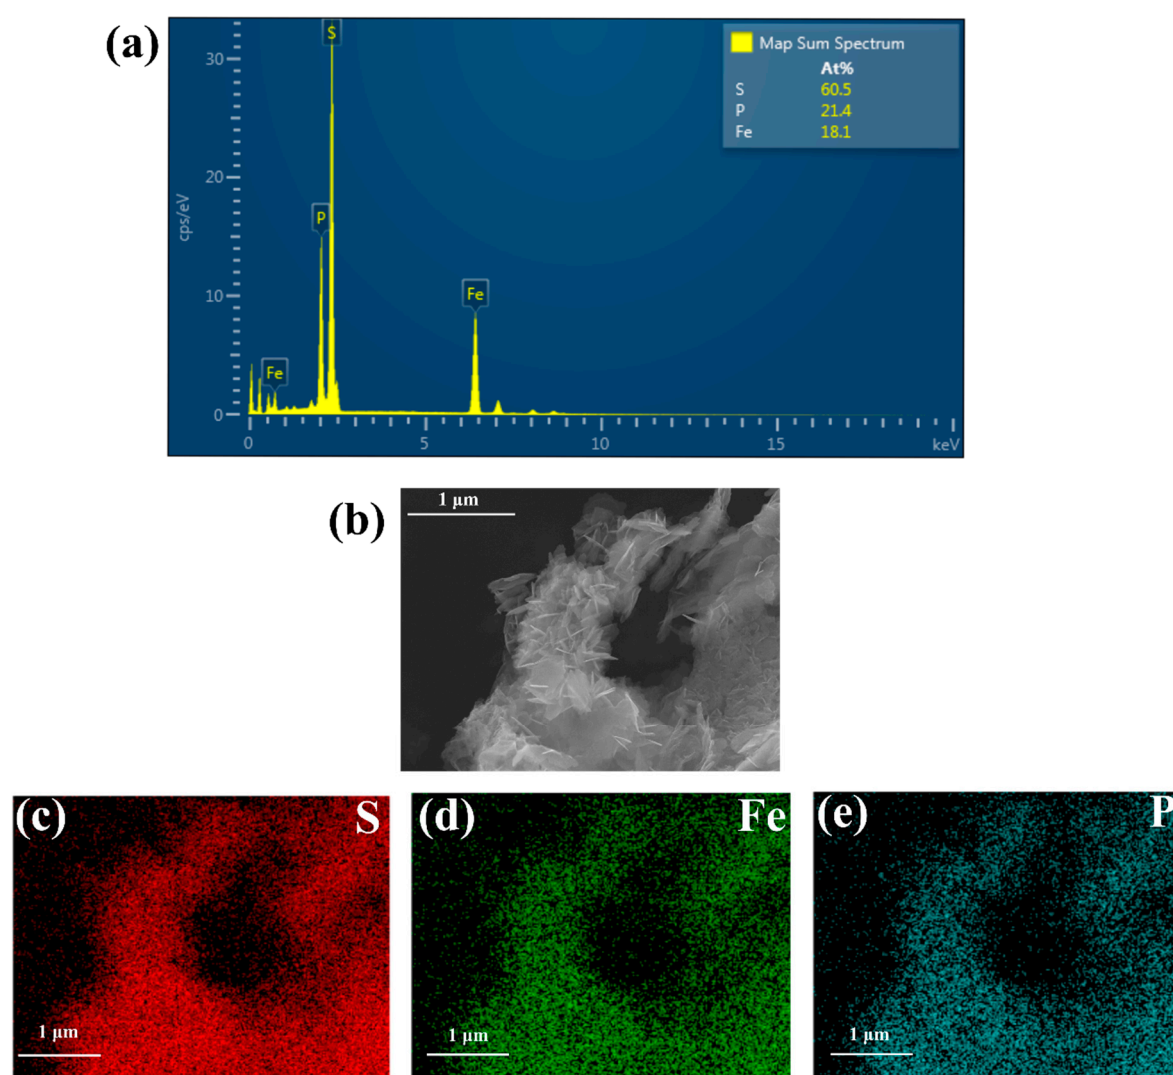 (a)
S
P
Fe
Fe
Map Sum Spectrum
At%
S 60.5
P 21.4
Fe 18.1
cps/eV
30
20
10
0
0 5 10 15 keV
(b)
1 μm
(c) S
1 μm
(d) Fe
1 μm
(e) P
1 μm